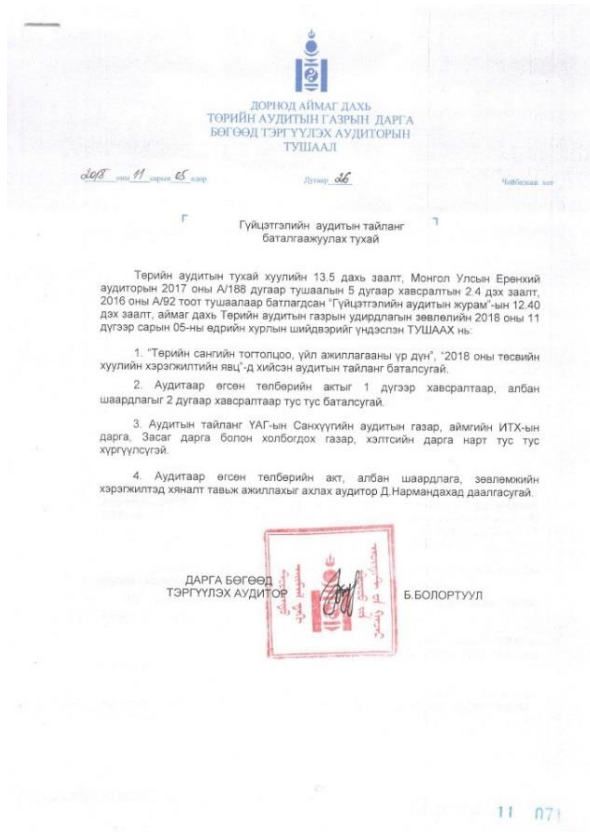 ДОРНОД АЙМАГ ДАХЬ
ТӨРИЙН АУДИТЫН ГАЗРЫН ДАРГА
БӨГӨӨД ТЭРГҮҮЛЭХ АУДИТОРЫН
ТУШААЛ
2018 оны 11 сарын 05 өдөр Дугаар 26 Чойбалсан хот
Гүйцэтгэлийн аудитын тайланг
баталгаажуулах тухай
Төрийн аудитын тухай хуулийн 13.5 дахь заалт, Монгол Улсын Ерөнхий
аудиторын 2017 оны А/188 дугаар тушаалын 5 дугаар хавсралтын 2.4 дэх заалт,
2016 оны А/92 тоот тушаалаар батлагдсан “Гүйцэтгэлийн аудитын журам”-ын 12.40
дэх заалт, аймаг дахь Төрийн аудитын газрын удирдлагын зөвлөлийн 2018 оны 11
дүгээр сарын 05-ны өдрийн хурлын шийдвэрийг үндэслэн ТУШААХ нь:
1. “Төрийн сангийн тогтолцоо, үйл ажиллагааны үр дүн”, “2018 оны төсвийн
хуулийн хэрэгжилтийн явц”-д хийсэн аудитын тайланг баталсугай.
2. Аудитаар өгсөн төлбөрийн актыг 1 дүгээр хавсралтаар, албан
шаардлагыг 2 дугаар хавсралтаар тус тус баталсугай.
3. Аудитын тайланг ҮАГ-ын Санхүүгийн аудитын газар, аймгийн ИТХ-ын
дарга, Засаг дарга болон холбогдох газар, хэлтсийн дарга нарт тус тус
хүргүүлсүгэй.
4. Аудитаар өгсөн төлбөрийн акт, албан шаардлага, зөвлөмжийн
хэрэгжилтэд хяналт тавьж ажиллахыг ахлах аудитор Д.Нармандахад даалгасугай.
ДАРГА БӨГӨӨД
ТЭРГҮҮЛЭХ АУДИТОР Б.БОЛОРТУУЛ
11 071